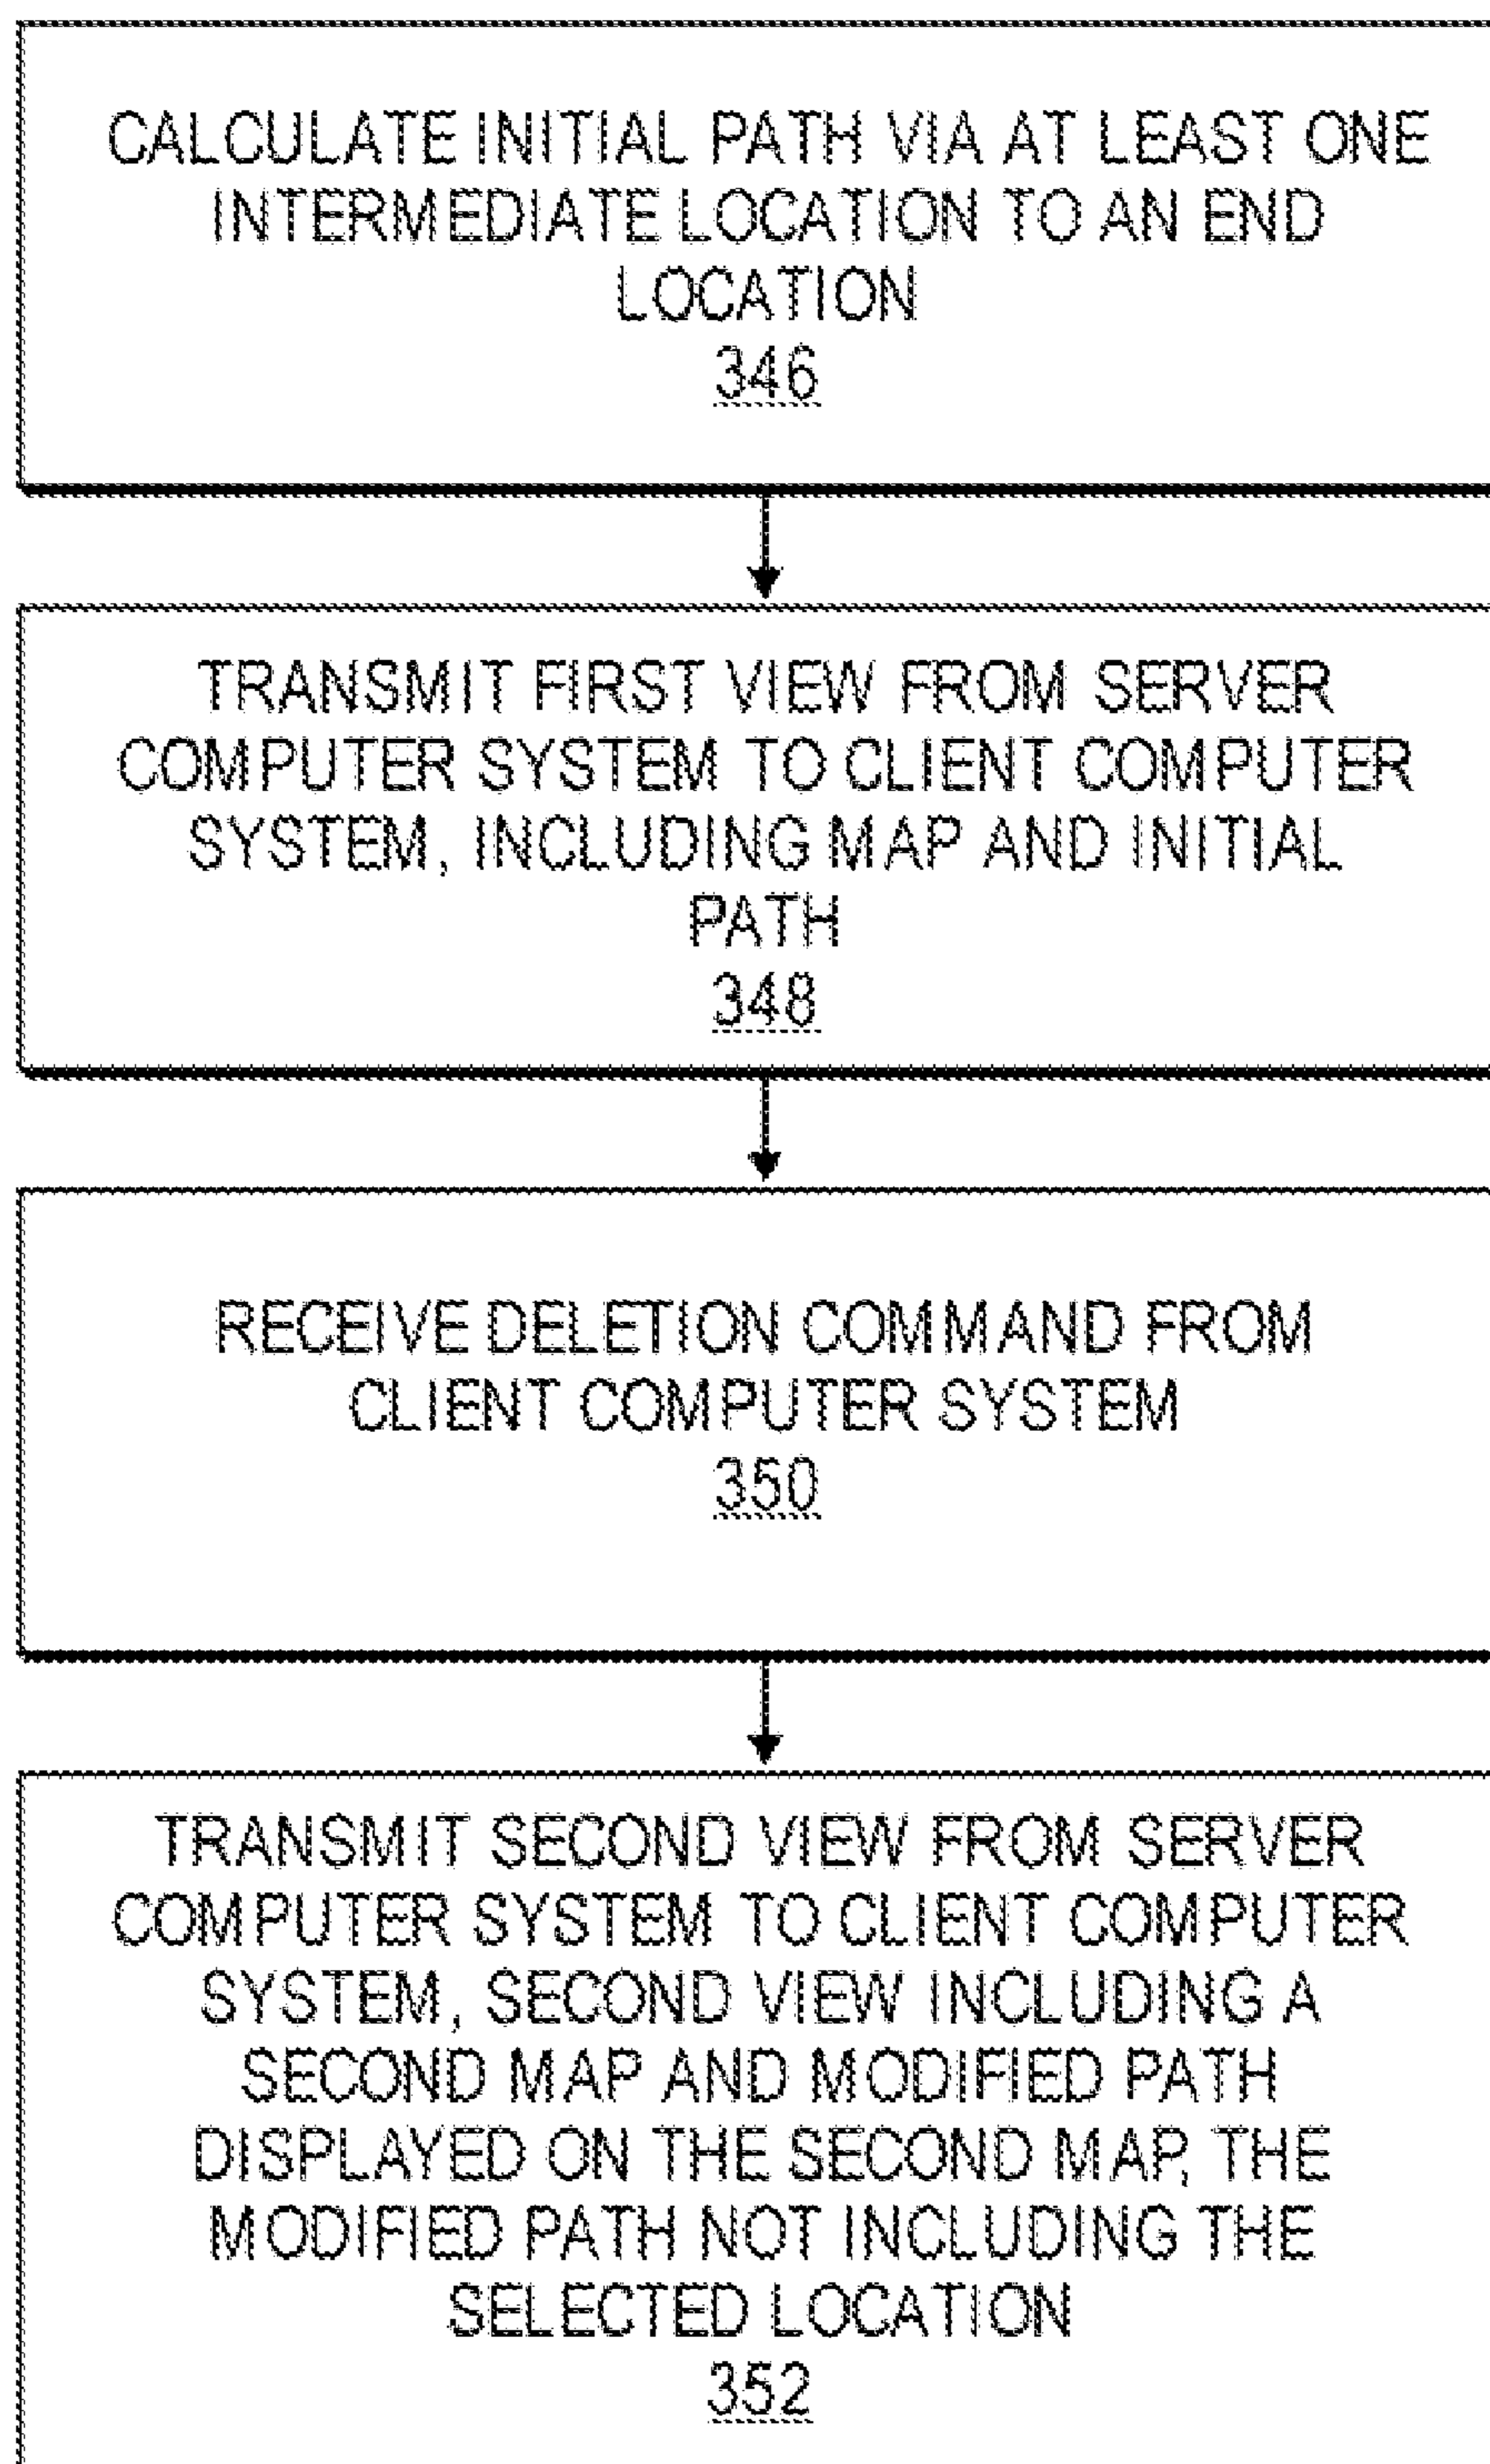 CALCULATE INITIAL PATH VIA AT LEAST ONE
INTERMEDIATE LOCATION TO AN END
LOCATION
346
TRANSMIT FIRST VIEW FROM SERVER
COMPUTER SYSTEM TO CLIENT COMPUTER
SYSTEM, INCLUDING MAP AND INITIAL
PATH
348
RECEIVE DELETION COMMAND FROM
CLIENT COMPUTER SYSTEM
350
TRANSMIT SECOND VIEW FROM SERVER
COMPUTER SYSTEM TO CLIENT COMPUTER
SYSTEM, SECOND VIEW INCLUDING A
SECOND MAP AND MODIFIED PATH
DISPLAYED ON THE SECOND MAP, THE
MODIFIED PATH NOT INCLUDING THE
SELECTED LOCATION
352